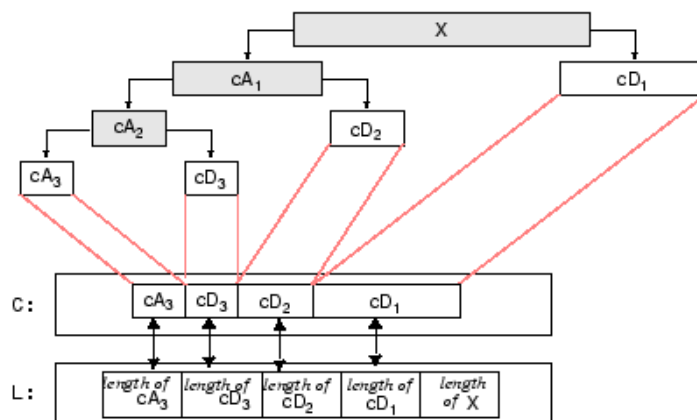 X
cA₁
cD₁
cA₂
cD₂
cA₃
cD₃
C: cA₃ cD₃ cD₂ cD₁
L: length of cA₃ length of cD₃ length of cD₂ length of cD₁ length of X